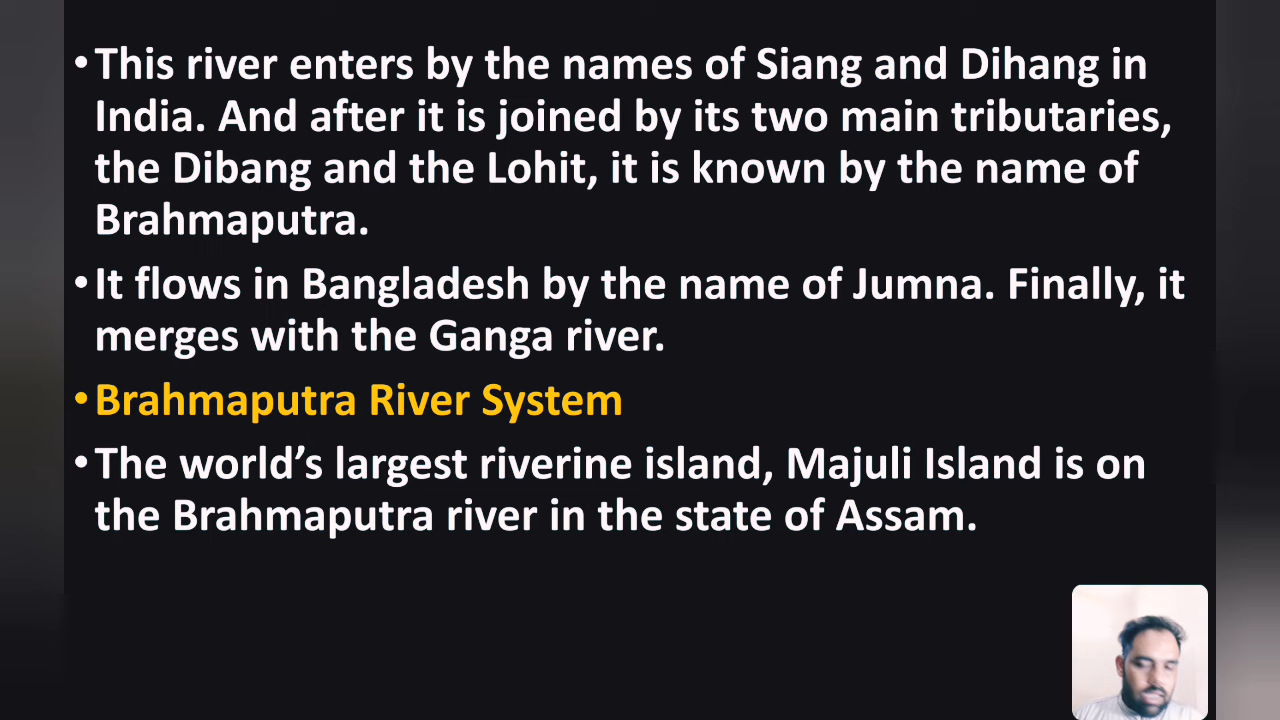 •This river enters by the names of Siang and Dihang in
India. And after it is joined by its two main tributaries,
the Dibang and the Lohit, it is known by the name of
Brahmaputra.
•It flows in Bangladesh by the name of Jumna. Finally, it
merges with the Ganga river.
•Brahmaputra River System
•The world’s largest riverine island, Majuli Island is on
the Brahmaputra river in the state of Assam.